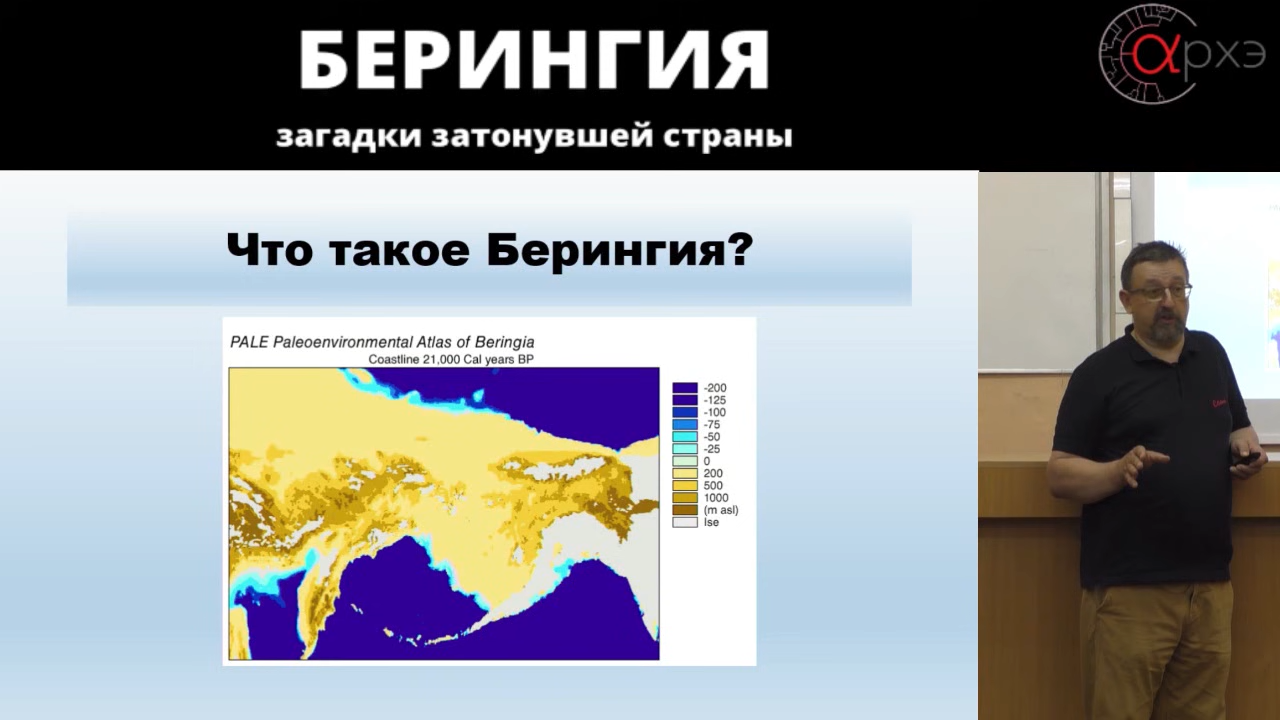 БЕРИНГИЯ
загадки затонувшей страны
αрхэ
Что такое Берингия?
PALE Paleoenvironmental Atlas of Beringia
Coastline 21,000 Cal years BP
-200
-125
-100
-75
-50
-25
0
200
500
1000
(m asl)
Ise